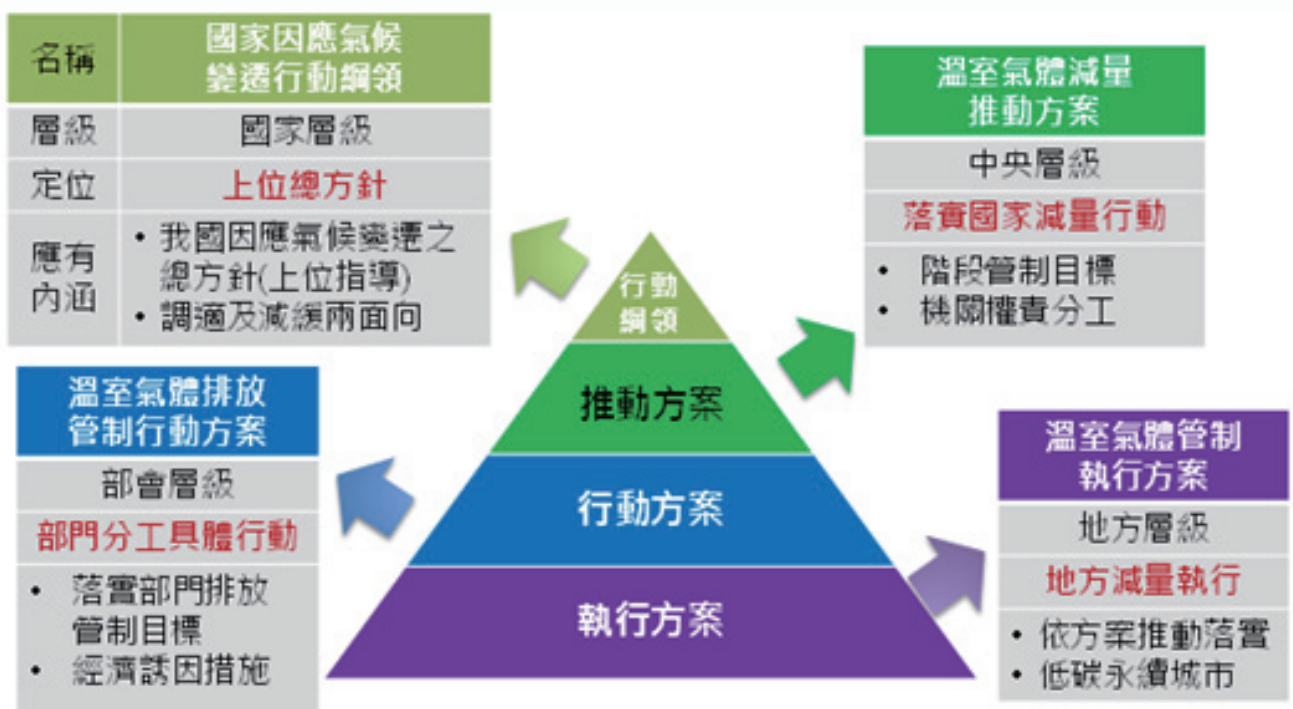 名稱
國家因應氣候
變遷行動綱領
層級
國家層級
定位
上位總方針
應有
內涵
• 我國因應氣候變遷之
總方針(上位指導)
• 調適及減緩兩面向
溫室氣體減量
推動方案
中央層級
落實國家減量行動
• 階段管制目標
• 機關權責分工
行動
綱領
推動方案
行動方案
執行方案
溫室氣體排放
管制行動方案
部會層級
部門分工具體行動
• 落實部門排放
管制目標
• 經濟誘因措施
溫室氣體管制
執行方案
地方層級
地方減量執行
• 依方案推動落實
• 低碳永續城市